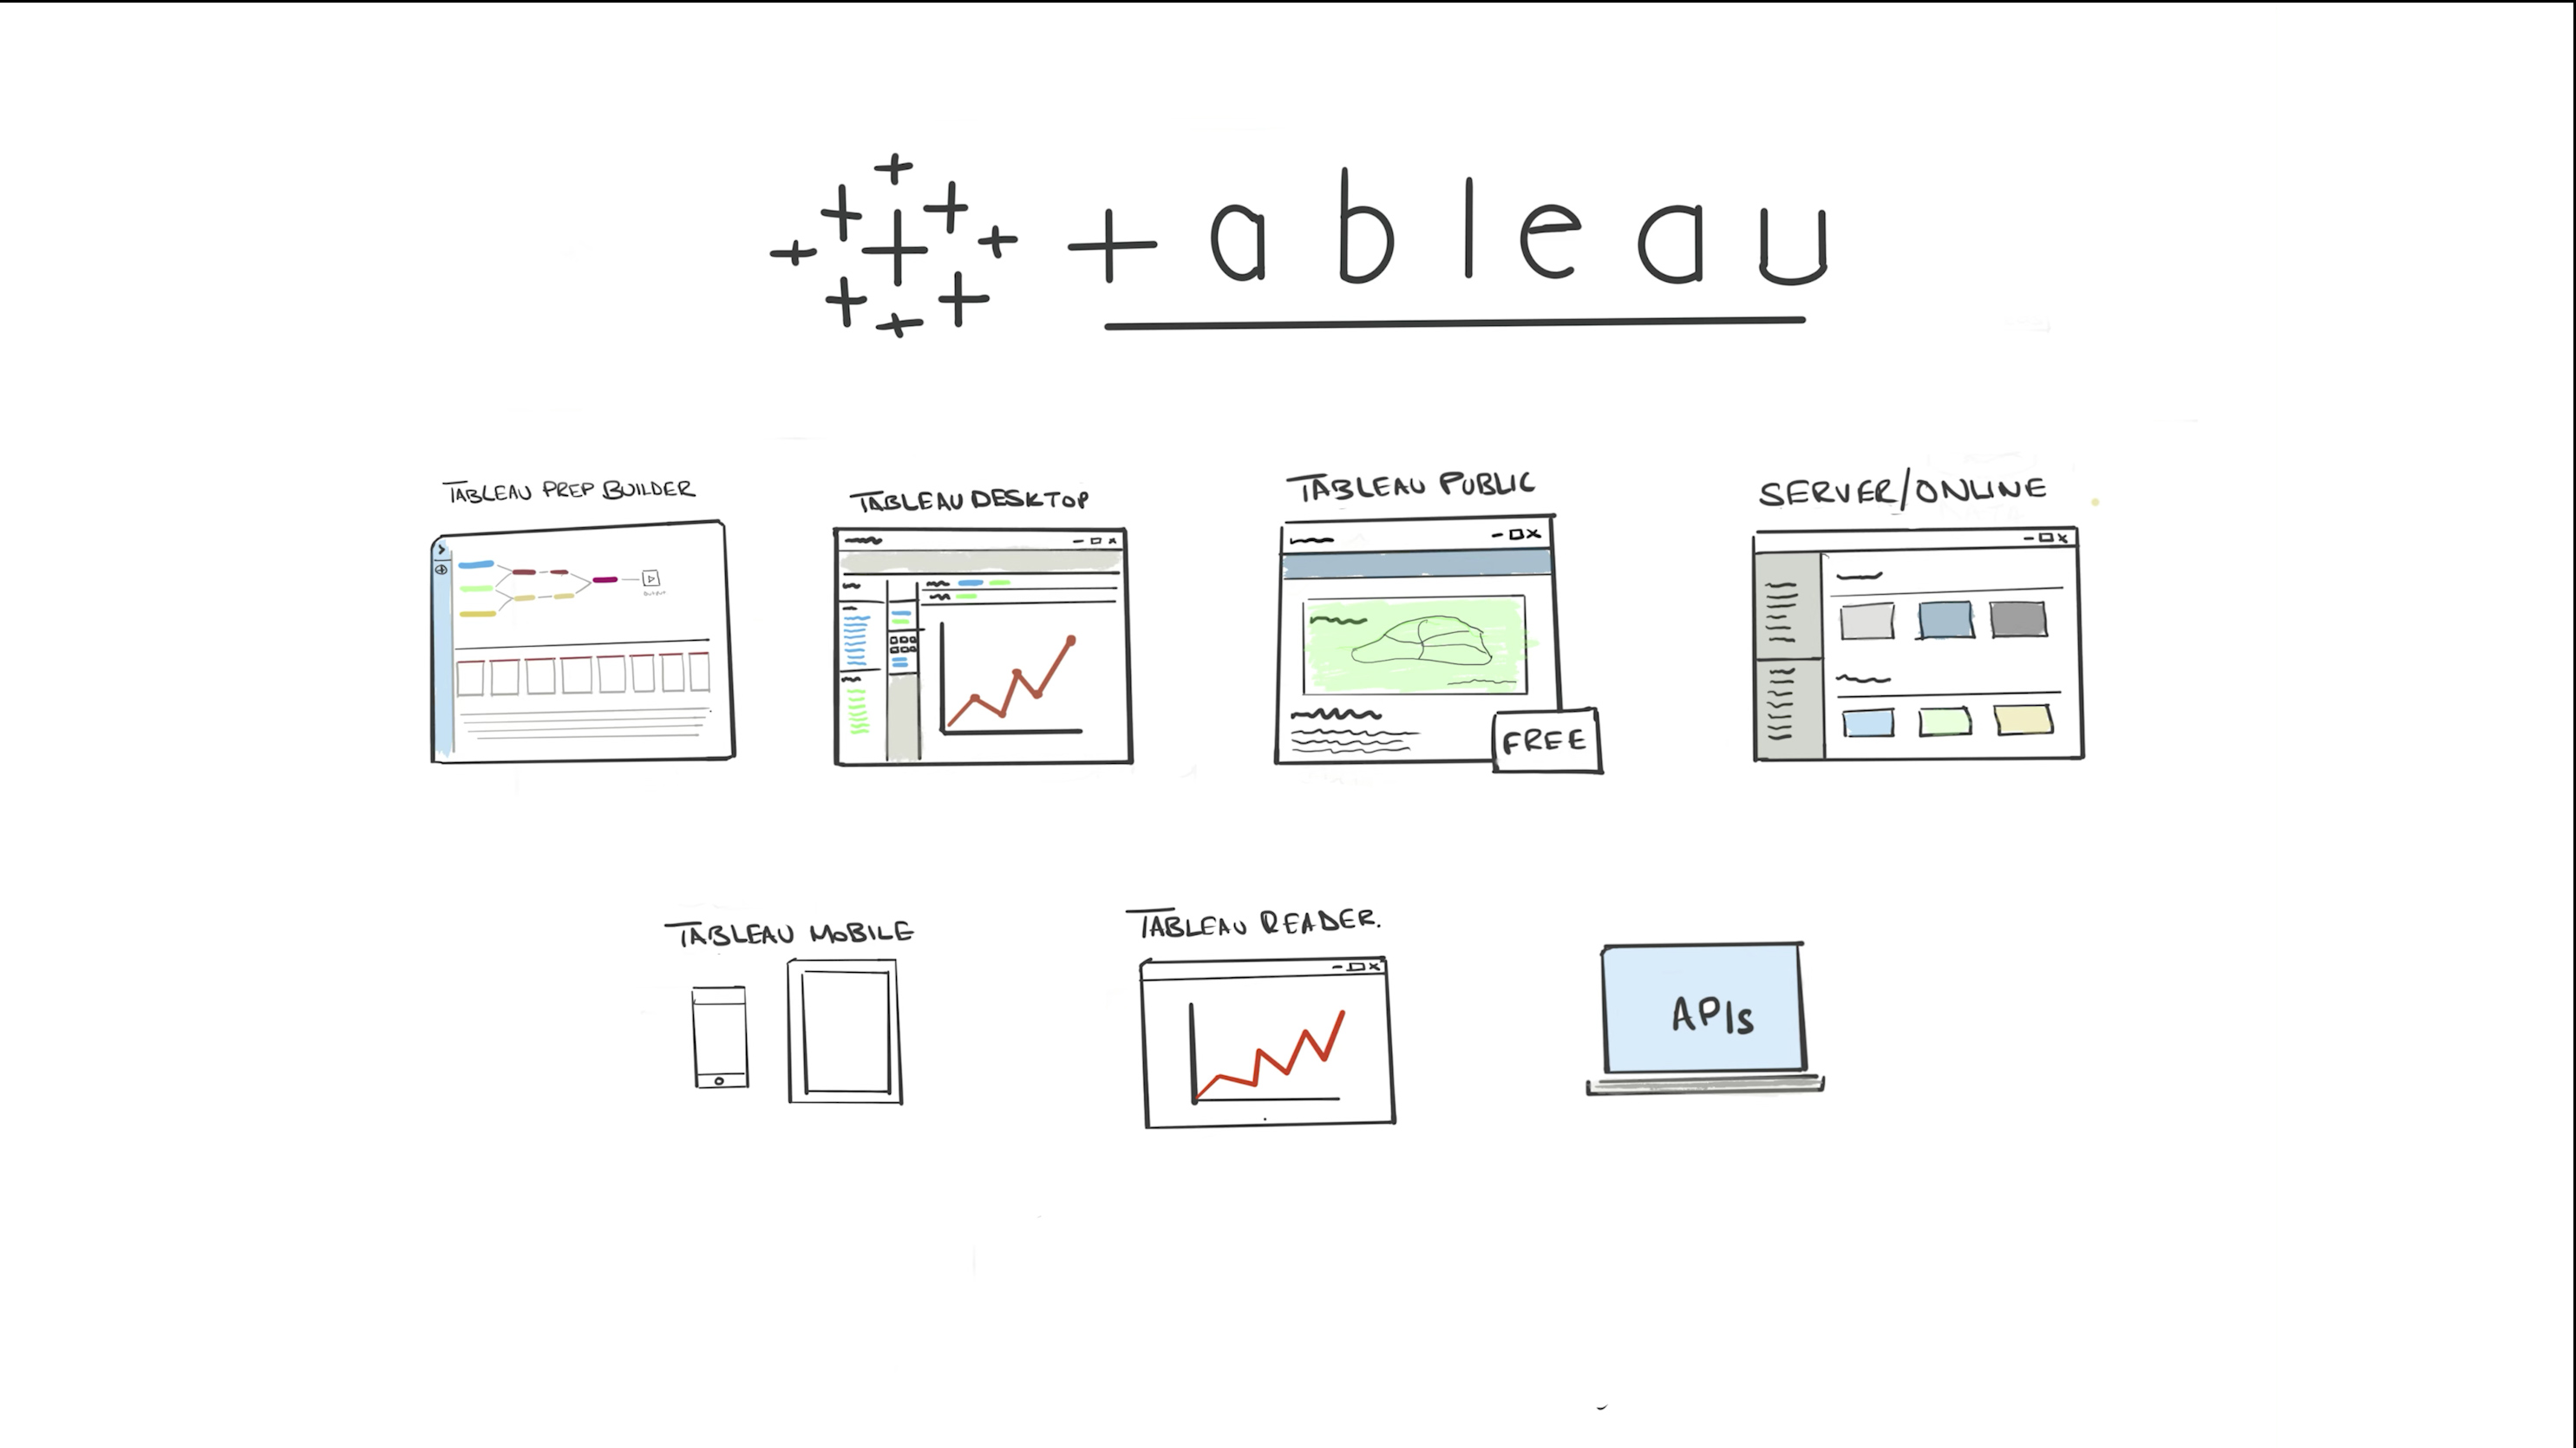 +ableau
TABLEAU PREP BUILDER
TABLEAU DESKTOP
TABLEAU PUBLIC
SERVER/ONLINE
FREE
TABLEAU MOBILE
TABLEAU READER.
APIs